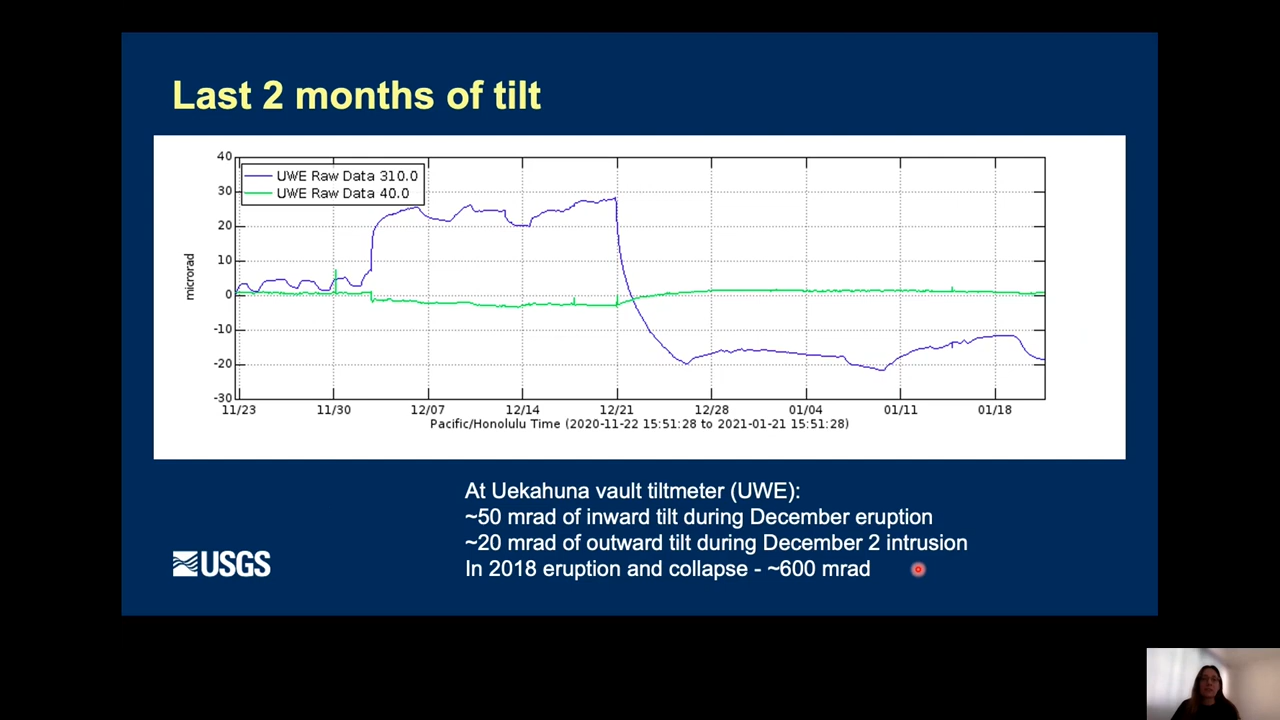 Last 2 months of tilt
40
30
20
10
0
-10
-20
-30
microrad
UWE Raw Data 310.0
UWE Raw Data 40.0
11/23 11/30 12/07 12/14 12/21 12/28 01/04 01/11 01/18
Pacific/Honolulu Time (2020-11-22 15:51:28 to 2021-01-21 15:51:28)
At Uekahuna vault tiltmeter (UWE):
~50 mrad of inward tilt during December eruption
~20 mrad of outward tilt during December 2 intrusion
In 2018 eruption and collapse - ~600 mrad
USGS